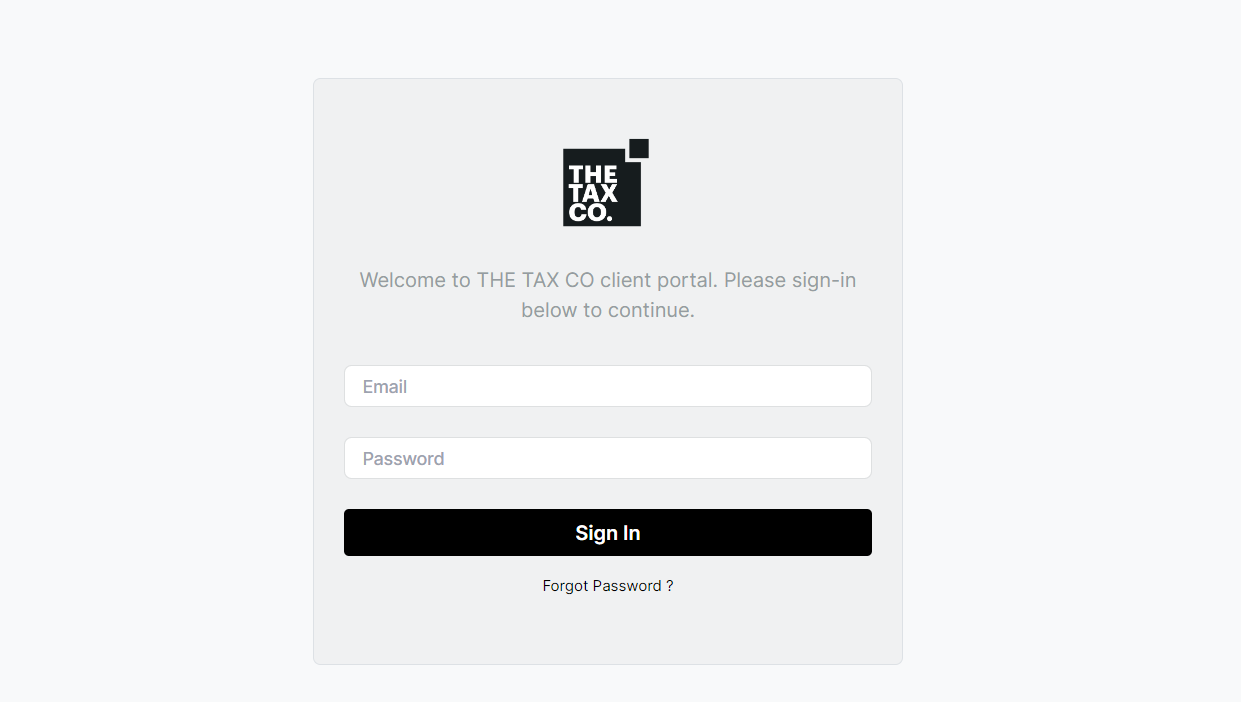 THE
TAX
CO.
Welcome to THE TAX CO client portal. Please sign-in
below to continue.
Email
Password
Sign In
Forgot Password ?